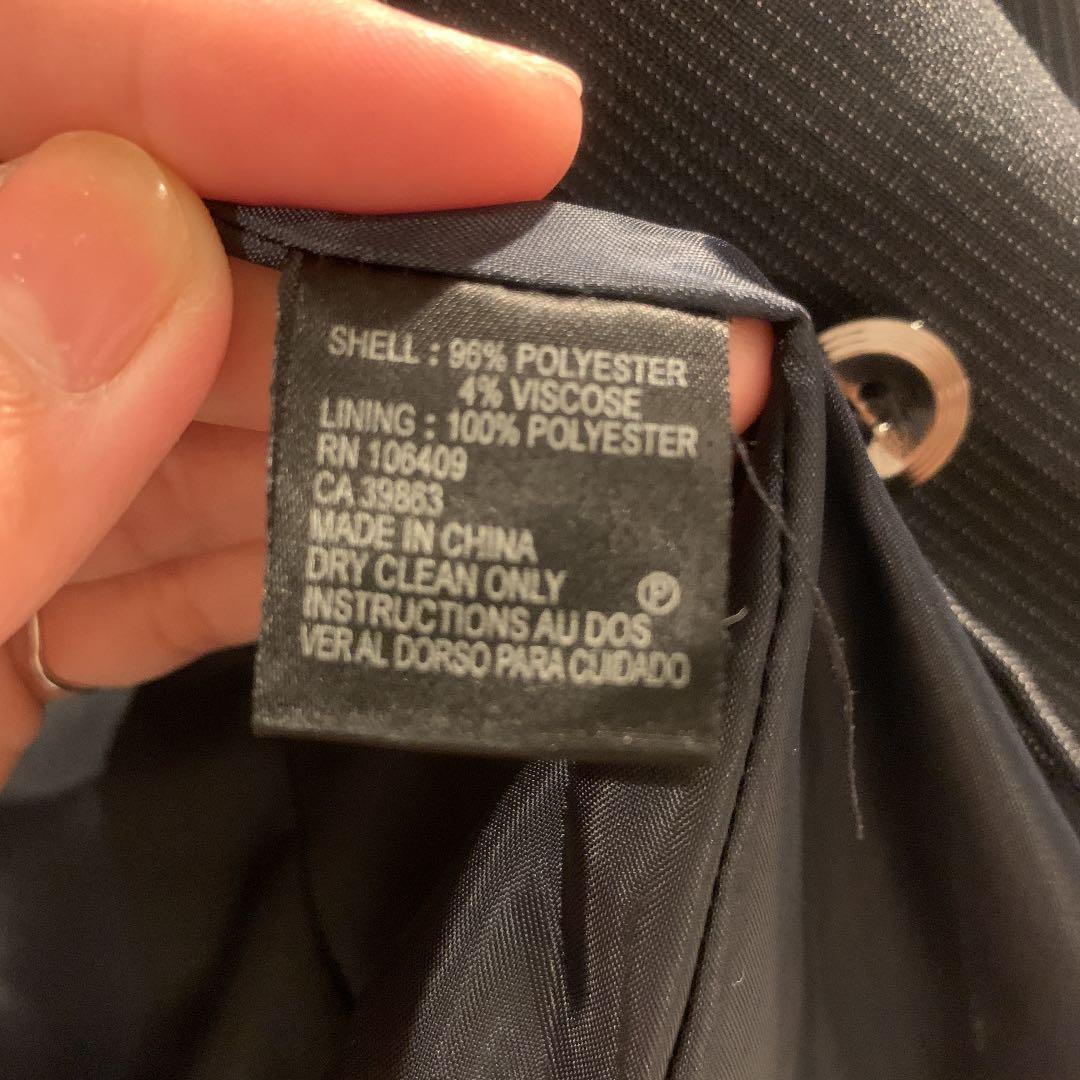 SHELL : 96% POLYESTER
4% VISCOSE
LINING : 100% POLYESTER
RN 106409
CA 39863
MADE IN CHINA
DRY CLEAN ONLY Ⓟ
INSTRUCTIONS AU DOS
VER AL DORSO PARA CUIDADO